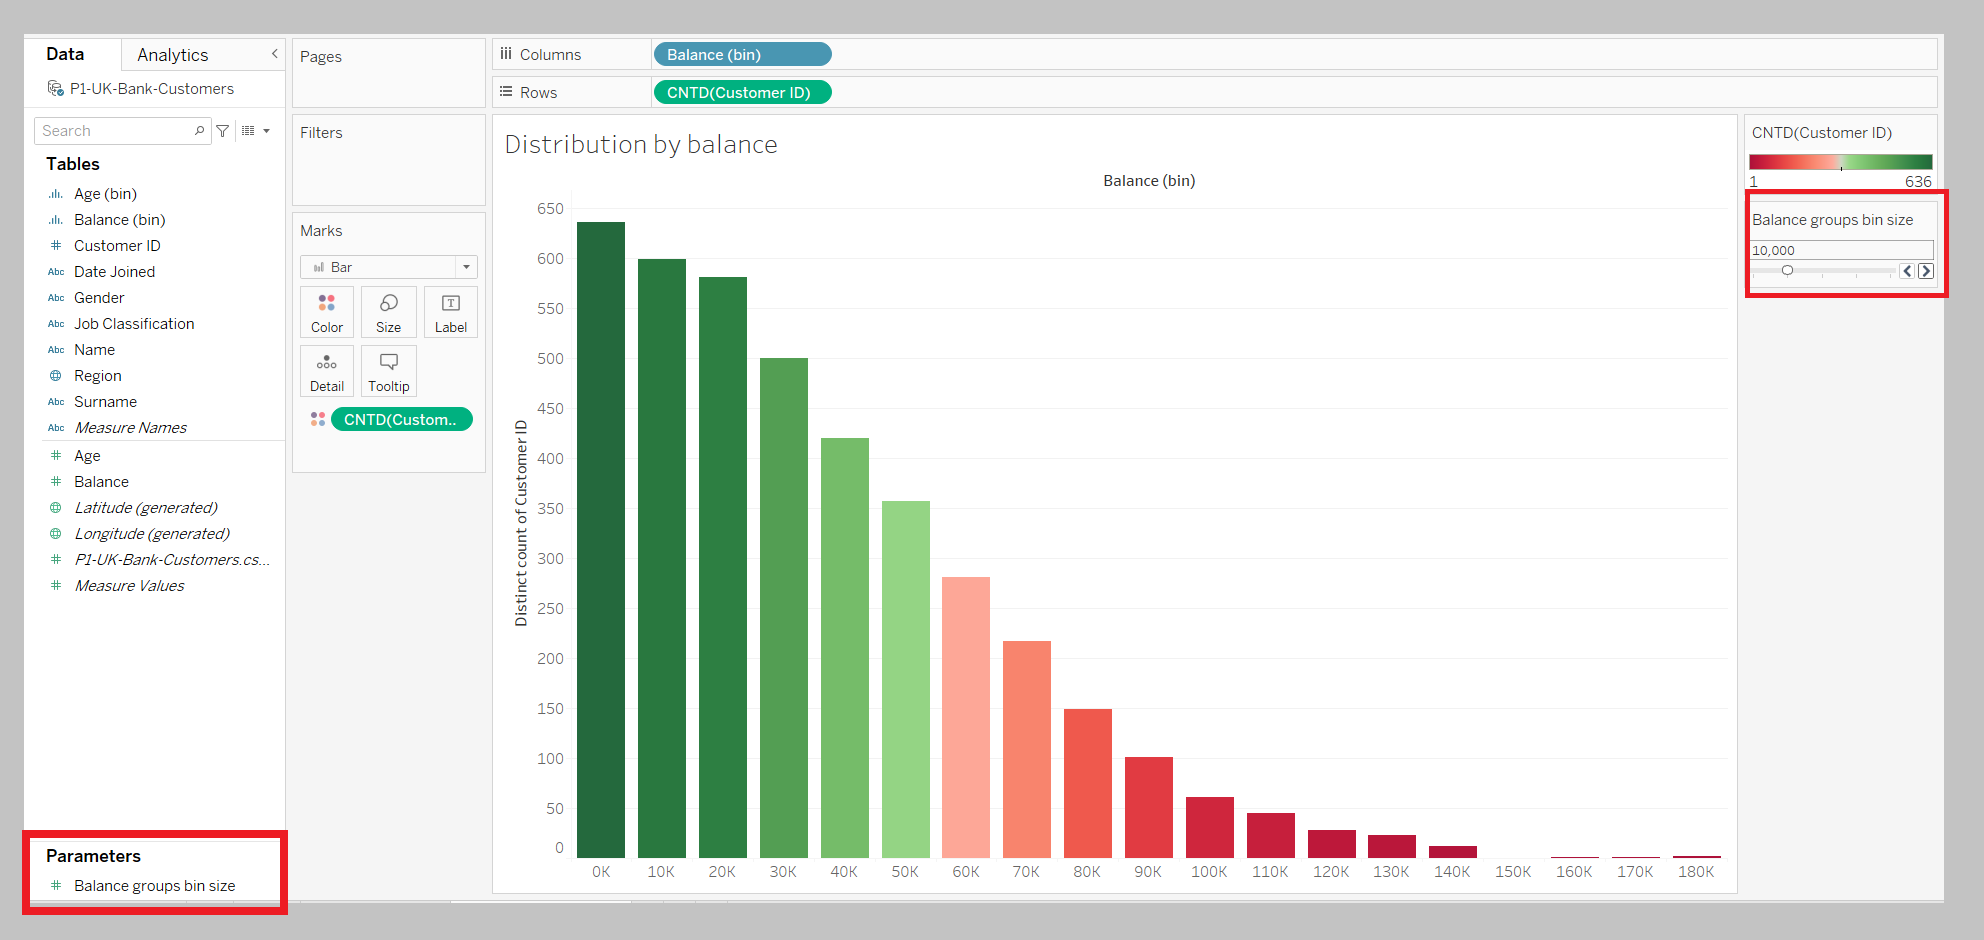 Data
Analytics
P1-UK-Bank-Customers
Search
Tables
Age (bin)
Balance (bin)
# Customer ID
Abc Date Joined
Abc Gender
Abc Job Classification
Abc Name
Region
Abc Surname
Abc Measure Names
# Age
# Balance
Latitude (generated)
Longitude (generated)
# P1-UK-Bank-Customers.cs...
# Measure Values
Parameters
# Balance groups bin size
Pages
Filters
Marks
Bar
Color
Size
T
Label
Detail
Tooltip
CNTD(Custom..
Columns
Balance (bin)
Rows
CNTD(Customer ID)
Distribution by balance
Balance (bin)
Distinct count of Customer ID
650
600
550
500
450
400
350
300
250
200
150
100
50
0
0K 10K 20K 30K 40K 50K 60K 70K 80K 90K 100K 110K 120K 130K 140K 150K 160K 170K 180K
CNTD(Customer ID)
1 636
Balance groups bin size
10,000